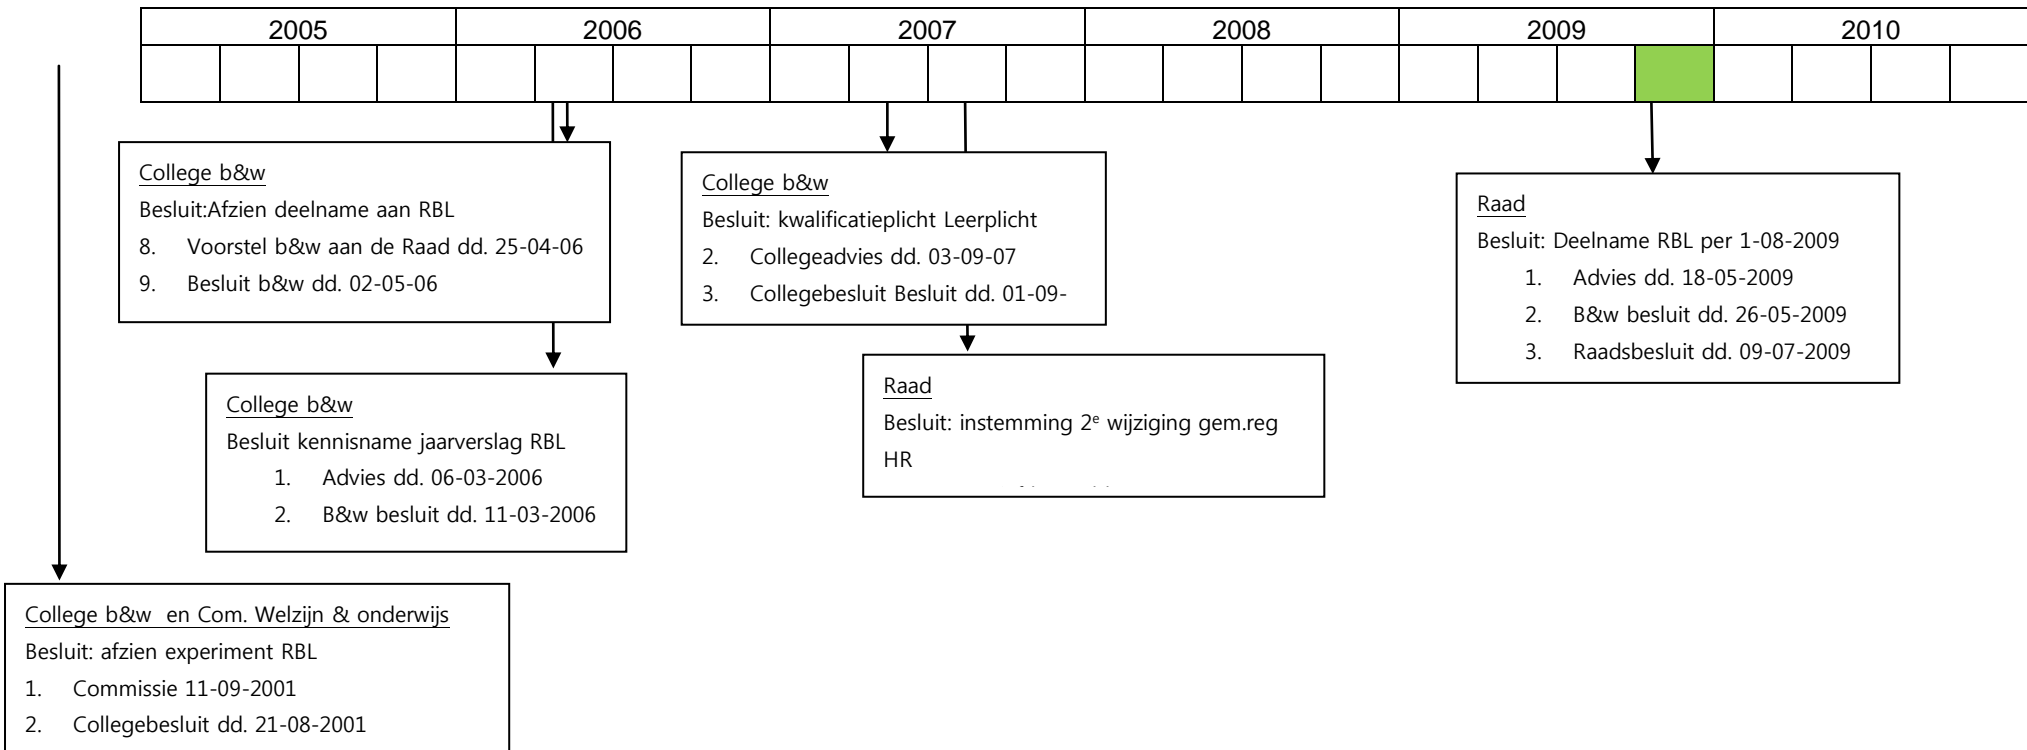 2005 2006 2007 2008 2009 2010
College b&w
Besluit:Afzien deelname aan RBL
8. Voorstel b&w aan de Raad dd. 25-04-06
9. Besluit b&w dd. 02-05-06
College b&w
Besluit kennisname jaarverslag RBL
1. Advies dd. 06-03-2006
2. B&w besluit dd. 11-03-2006
College b&w en Com. Welzijn & onderwijs
Besluit: afzien experiment RBL
1. Commissie 11-09-2001
2. Collegebesluit dd. 21-08-2001
College b&w
Besluit: kwalificatieplicht Leerplicht
2. Collegeadvies dd. 03-09-07
3. Collegebesluit Besluit dd. 01-09-
Raad
Besluit: instemming 2e wijziging gem.reg
HR
Raad
Besluit: Deelname RBL per 1-08-2009
1. Advies dd. 18-05-2009
2. B&w besluit dd. 26-05-2009
3. Raadsbesluit dd. 09-07-2009